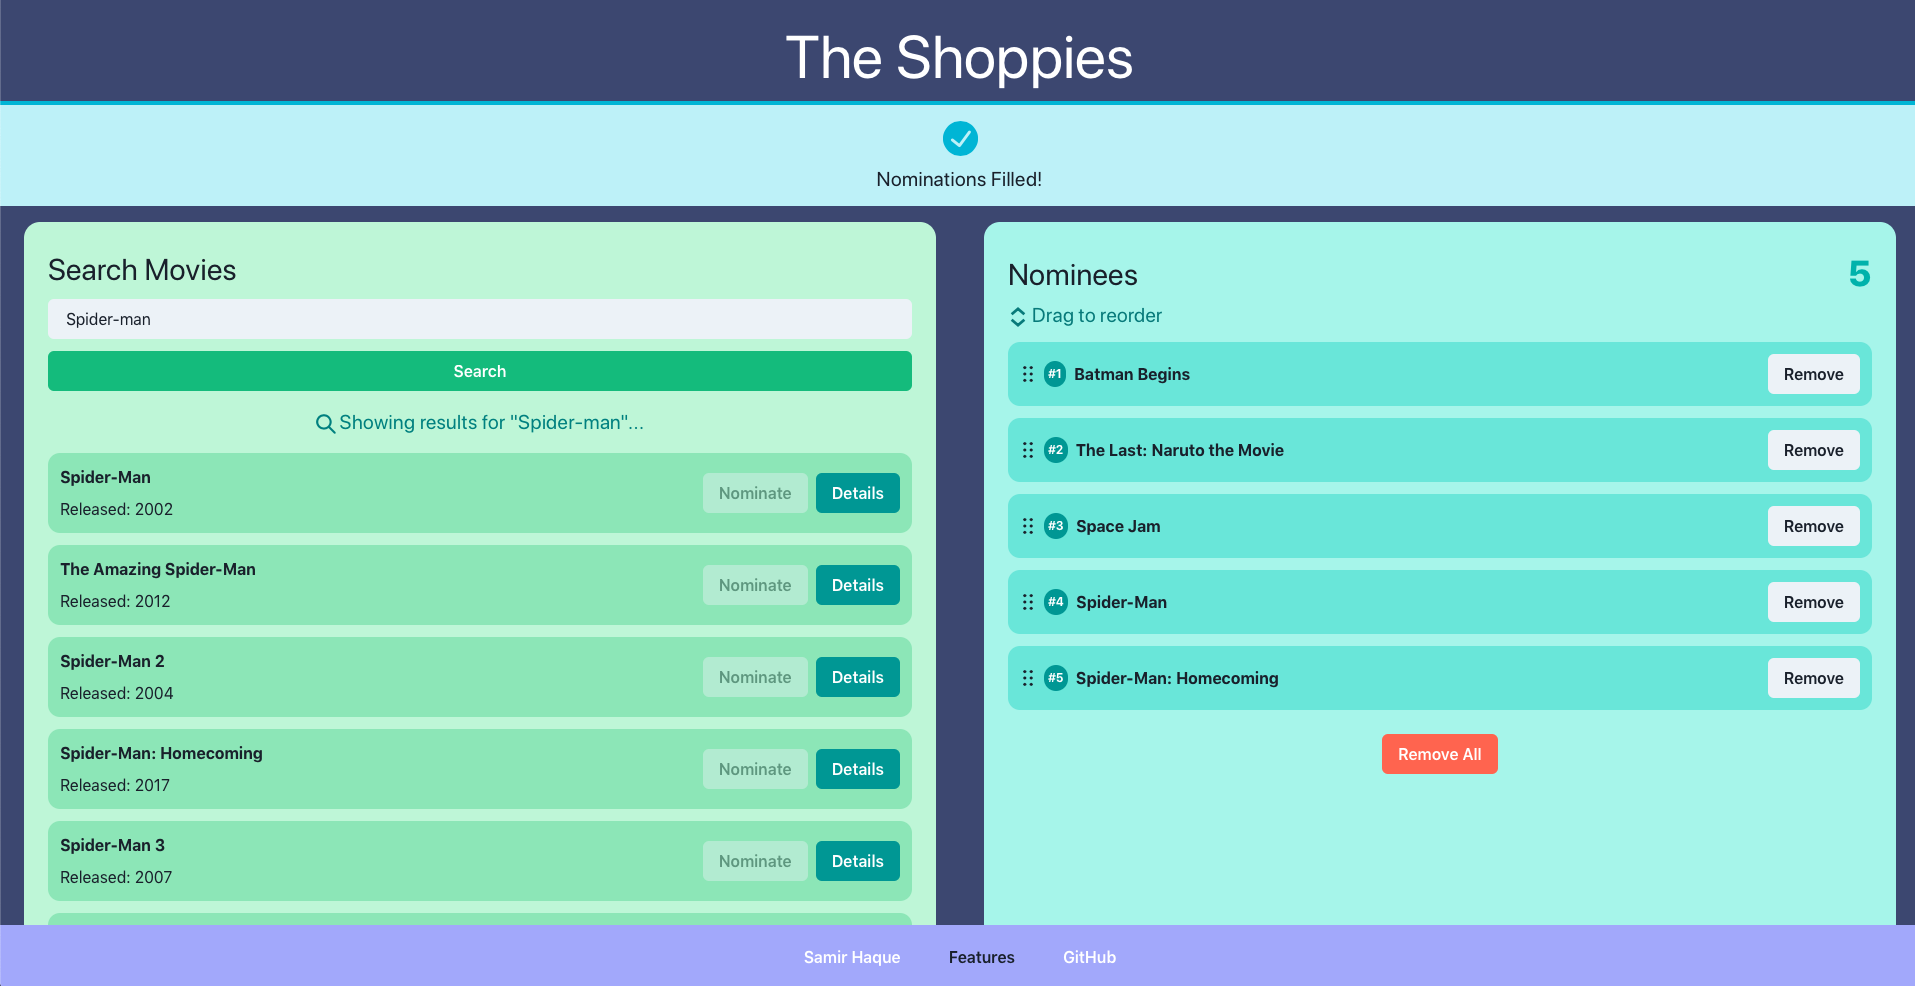 The Shoppies
Nominations Filled!
Search Movies
Spider-man
Search
Showing results for "Spider-man"...
Spider-Man
Released: 2002
Nominate
Details
The Amazing Spider-Man
Released: 2012
Nominate
Details
Spider-Man 2
Released: 2004
Nominate
Details
Spider-Man: Homecoming
Released: 2017
Nominate
Details
Spider-Man 3
Released: 2007
Nominate
Details
Nominees
5
Drag to reorder
#1 Batman Begins
Remove
#2 The Last: Naruto the Movie
Remove
#3 Space Jam
Remove
#4 Spider-Man
Remove
#5 Spider-Man: Homecoming
Remove
Remove All
Samir Haque
Features
GitHub